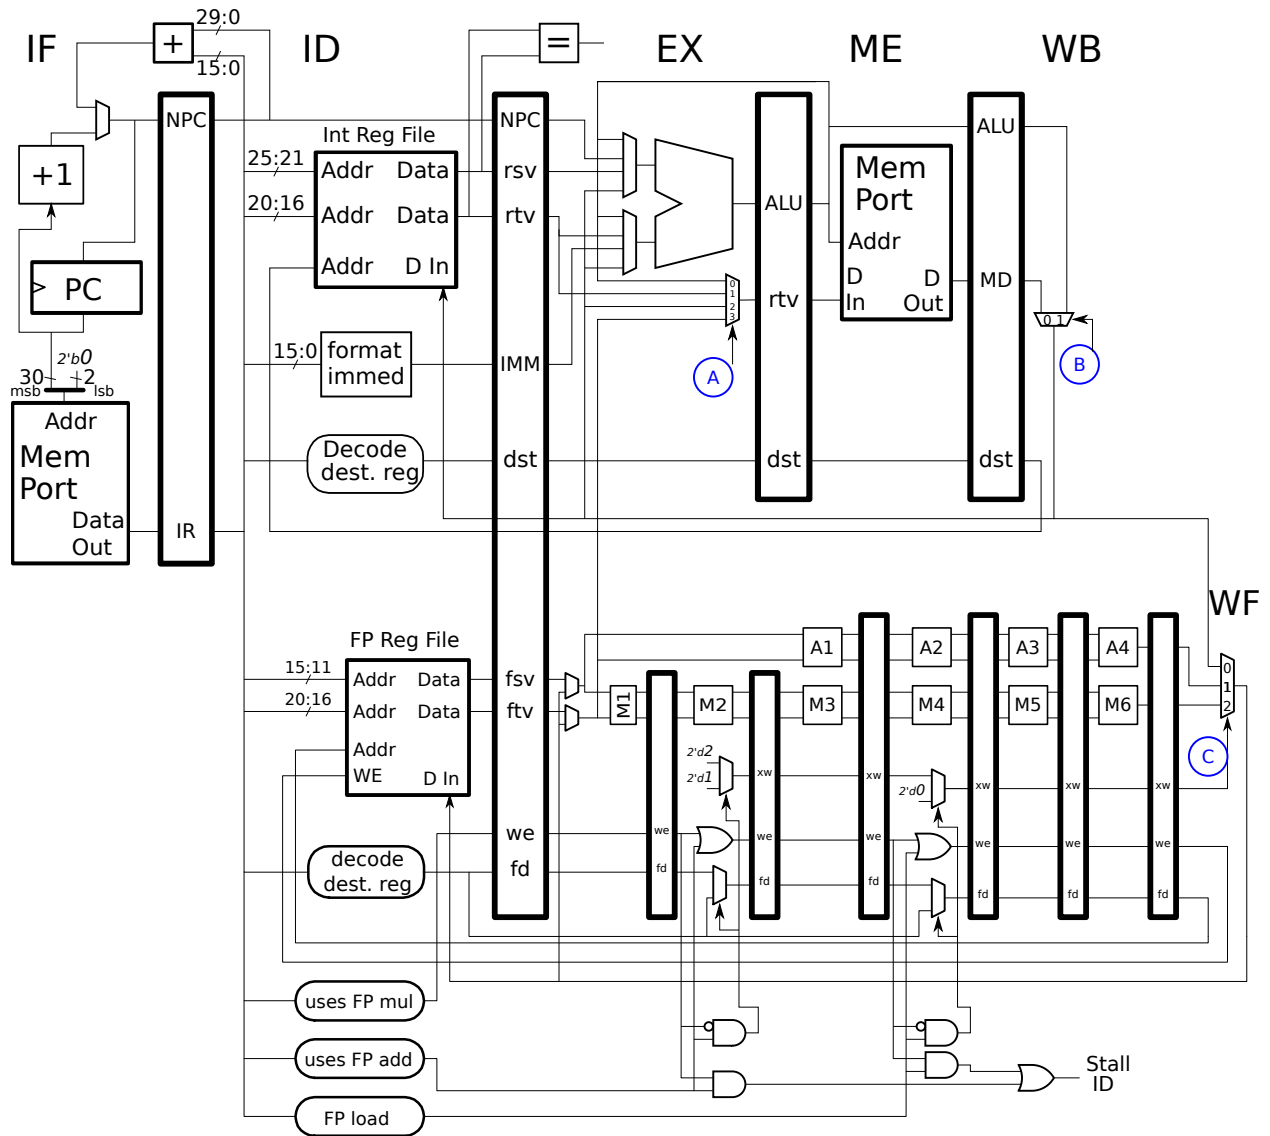 IF
ID
EX
ME
WB
29:0
15:0
+
=
NPC
NPC
ALU
Int Reg File
25:21
Addr
Data
rsv
20:16
Addr
Data
rtv
Addr
D In
+1
PC
ALU
rtv
Mem
Port
Addr
D
In
D
Out
MD
0
1
2
3
0 1
A
B
15:0
format
immed
IMM
2'b0
30
2
msb
lsb
Addr
Mem
Port
Data
Out
IR
Decode
dest. reg
dst
dst
dst
WF
FP Reg File
15:11
Addr
Data
fsv
20:16
Addr
Data
ftv
Addr
WE
D In
A1
A2
A3
A4
M1
M2
M3
M4
M5
M6
0
1
2
C
2'd2
2'd1
xw
xw
2'd0
xw
xw
xw
we
we
we
we
we
we
we
decode
dest. reg
fd
fd
fd
fd
fd
fd
fd
uses FP mul
uses FP add
FP load
Stall
ID